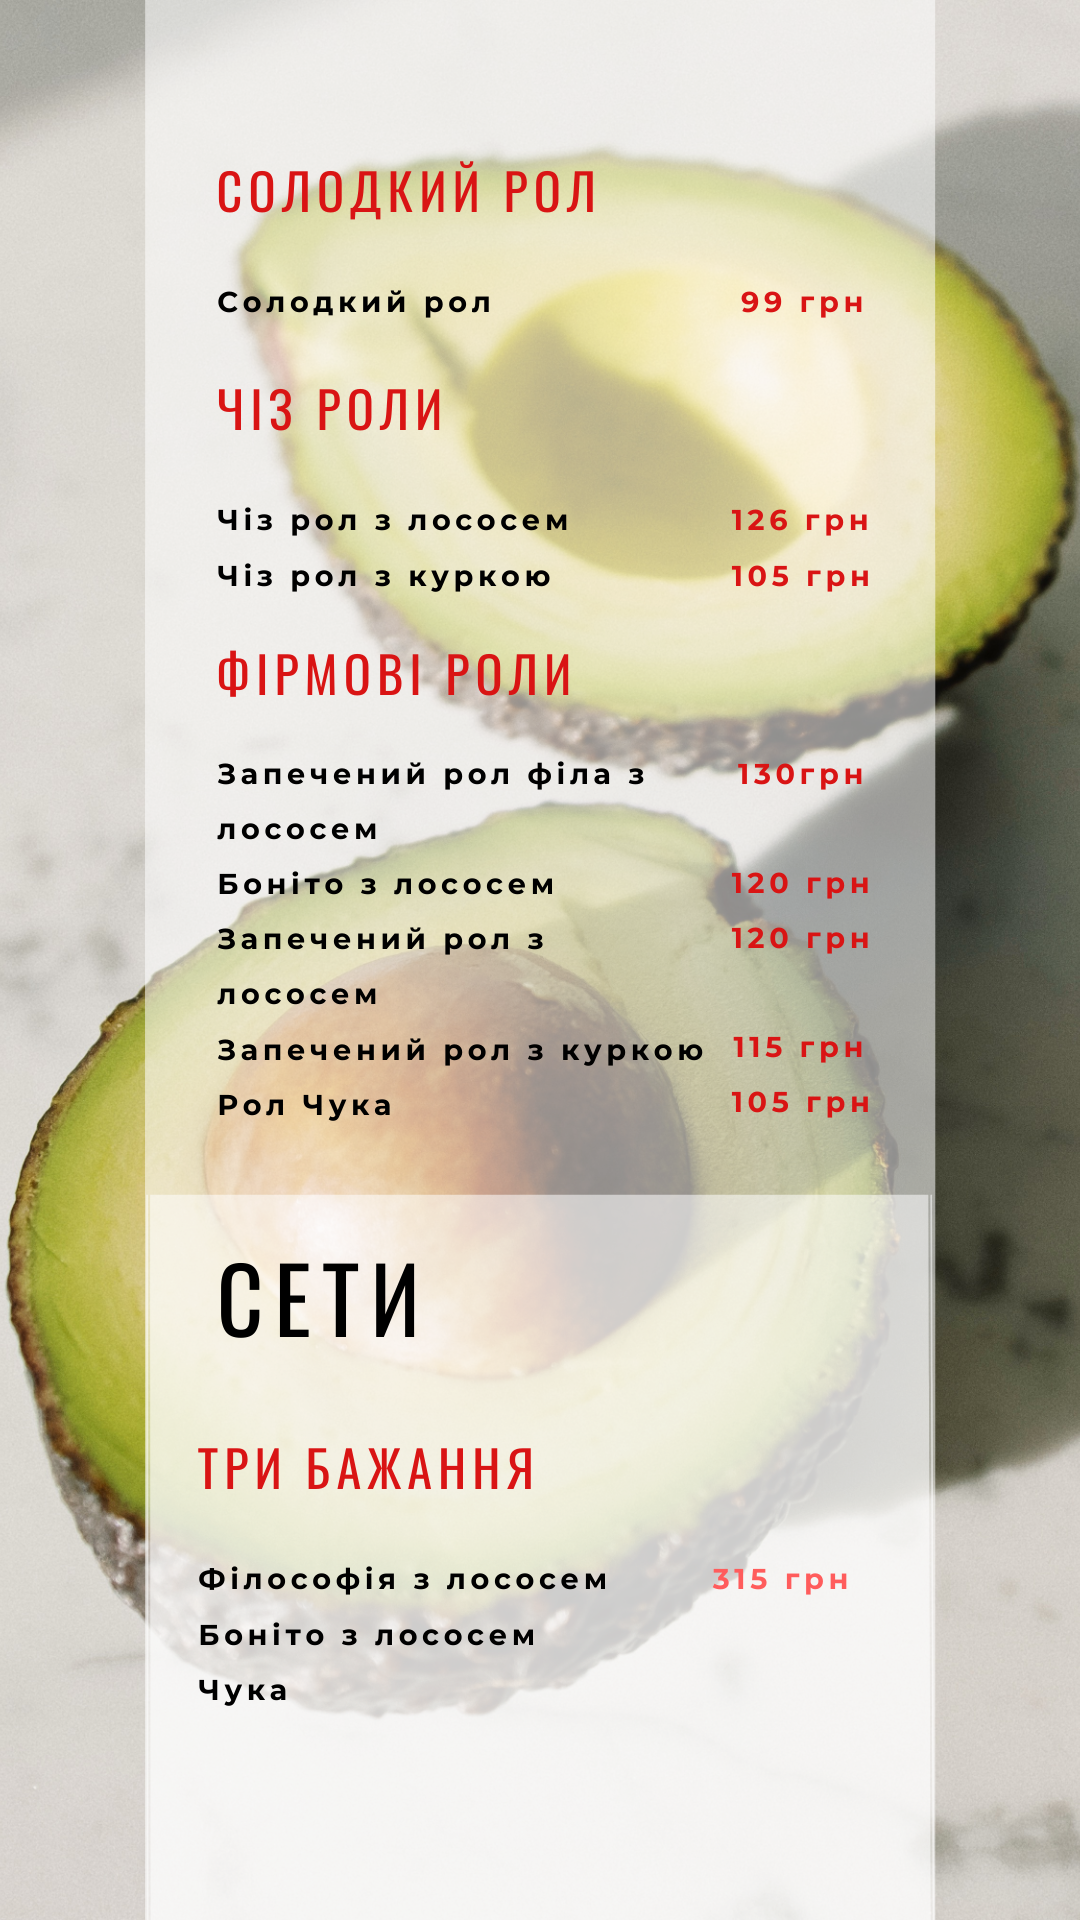 СОЛОДКИЙ РОЛ
Солодкий рол 99 грн
ЧІЗ РОЛИ
Чіз рол з лососем 126 грн
Чіз рол з куркою 105 грн
ФІРМОВІ РОЛИ
Запечений рол філа з 130грн
лососем
Боніто з лососем 120 грн
Запечений рол з 120 грн
лососем
Запечений рол з куркою 115 грн
Рол Чука 105 грн
СЕТИ
ТРИ БАЖАННЯ
Філософія з лососем 315 грн
Боніто з лососем
Чука